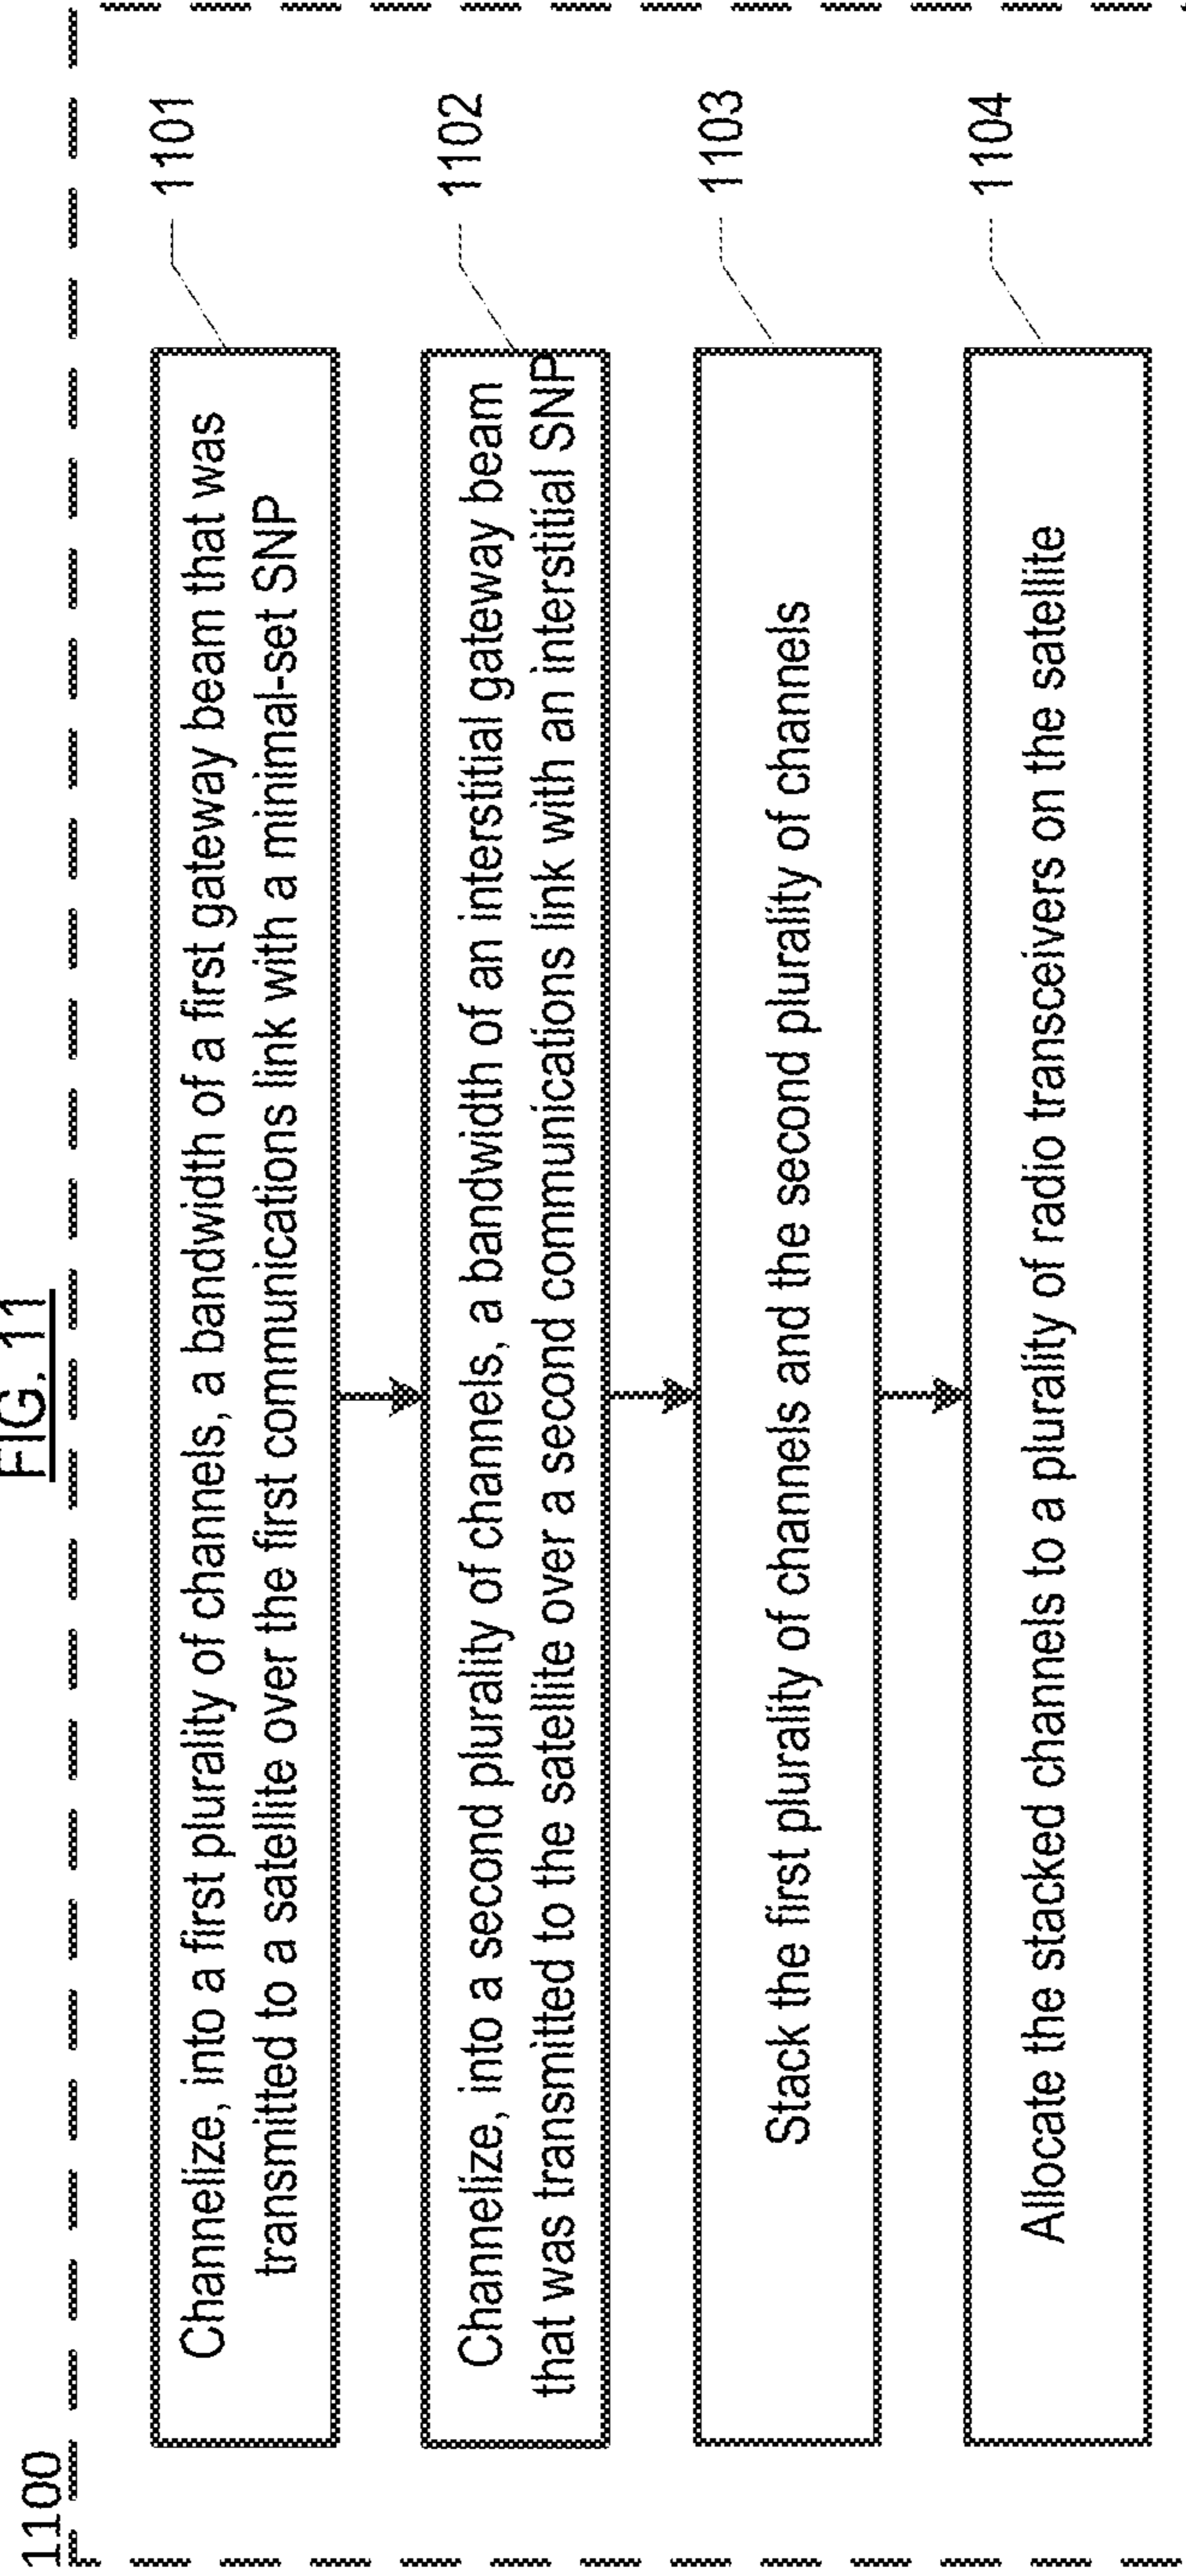 FIG. 11
1100
Channelize, into a first plurality of channels, a bandwidth of a first gateway beam that was
transmitted to a satellite over the first communications link with a minimal-set SNP
1101
Channelize, into a second plurality of channels, a bandwidth of an interstitial gateway beam
that was transmitted to the satellite over a second communications link with an interstitial SNP
1102
Stack the first plurality of channels and the second plurality of channels
1103
Allocate the stacked channels to a plurality of radio transceivers on the satellite
1104